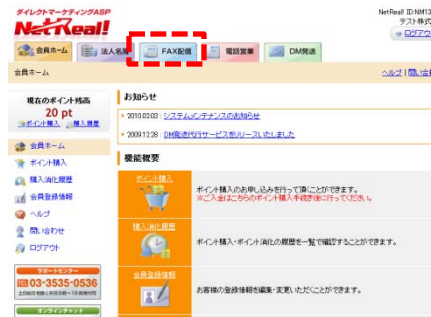 ダイレクトマーケティングASP
NetReal!
NetReal! ID:NM13
テスト株式
ログアウ
会員ホーム
法人名簿
FAX配信
電話営業
DM発送
会員ホーム
ヘルプ | 問い合
現在のポイント残高
20 pt
ポイント購入
購入履歴
会員ホーム
ポイント購入
購入消化履歴
会員登録情報
ヘルプ
問い合わせ
ログアウト
サポートセンター
TEL 03-3535-0536
オンラインチャット
お知らせ
2010.02.03 : システムメンテナンスのお知らせ
2009.12.28 : DM発送代行サービスをリリースいたしました
機能概要
ポイント購入
ポイント購入のお申し込みを行って頂くことができます。
※ご入金はこちらのポイント購入手続き後に行ってください。
購入消化履歴
ポイント購入・ポイント消化の履歴を一覧で確認することができます。
会員登録情報
お客様の登録情報を編集・変更いただくことができます。